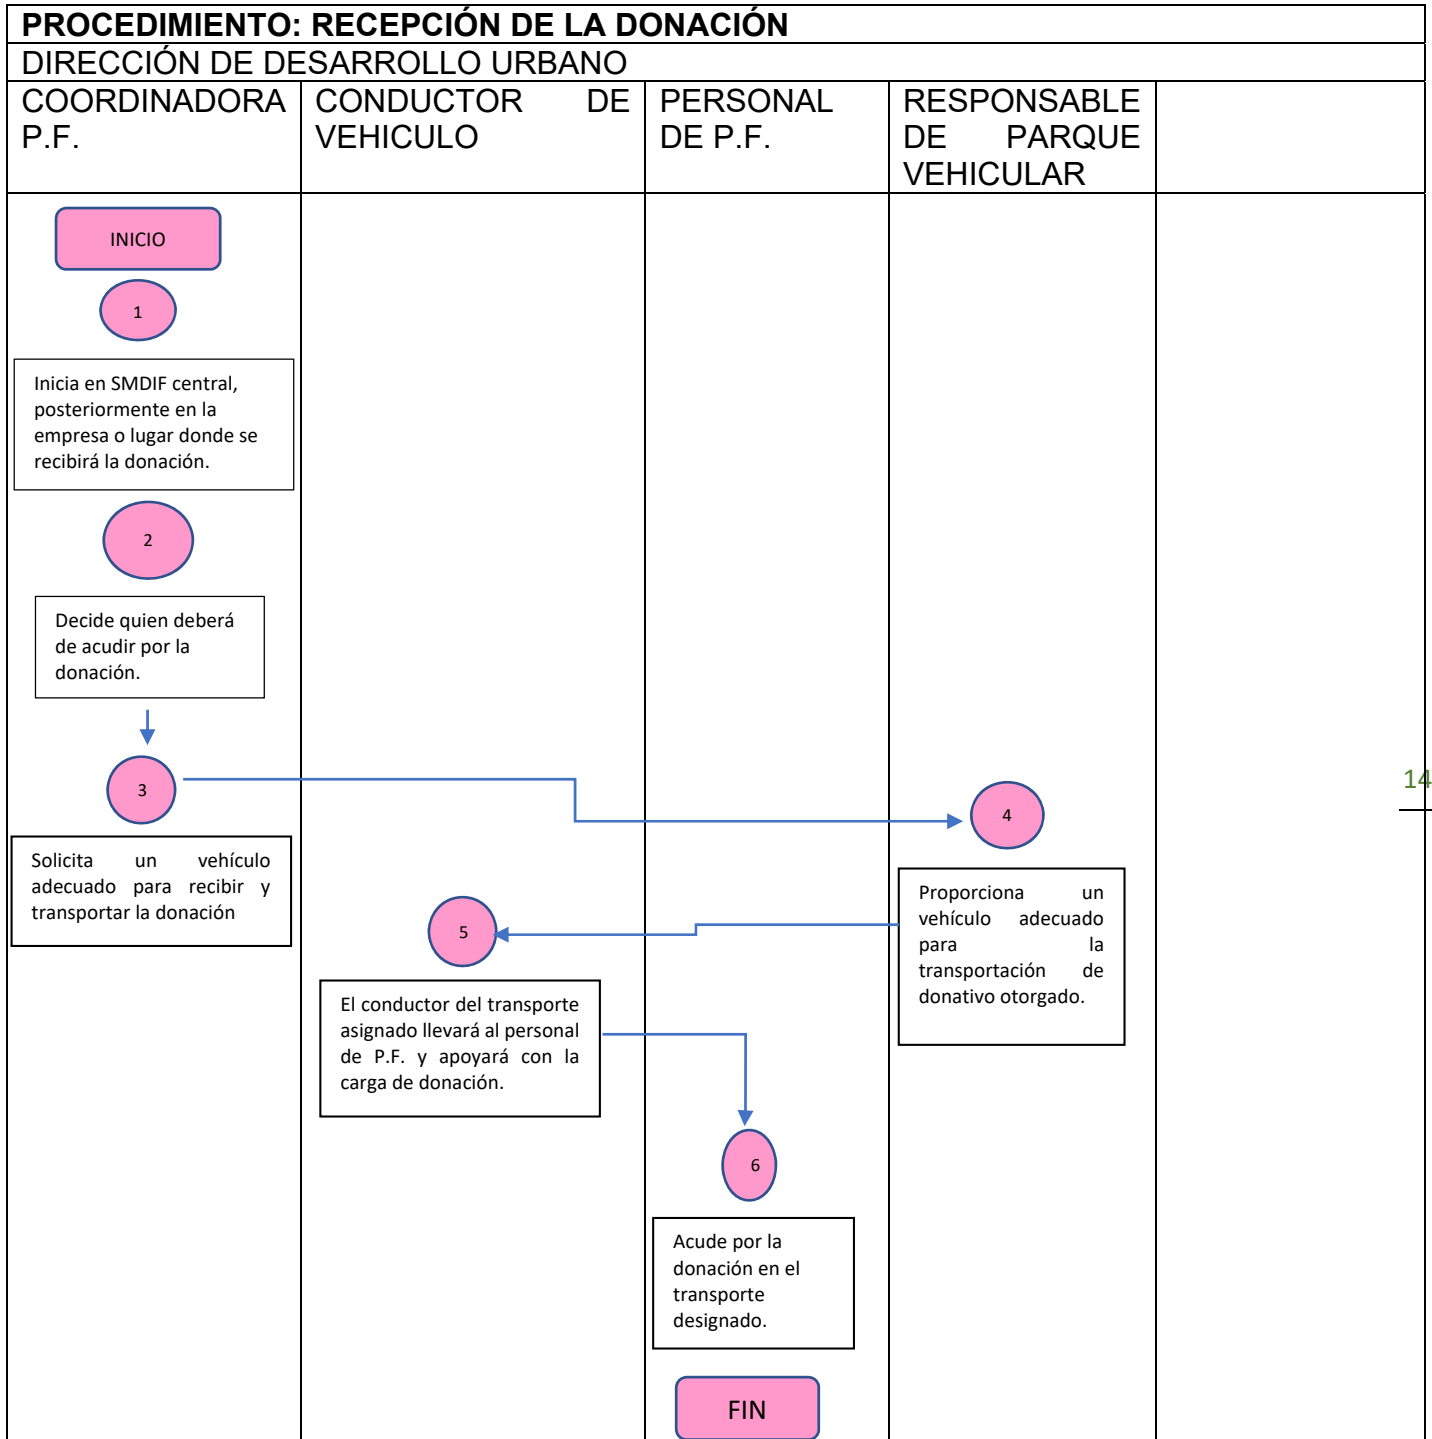 PROCEDIMIENTO: RECEPCIÓN DE LA DONACIÓN
DIRECCIÓN DE DESARROLLO URBANO
COORDINADORA
P.F.
CONDUCTOR DE
VEHICULO
PERSONAL
DE P.F.
RESPONSABLE
DE PARQUE
VEHICULAR
INICIO
1
Inicia en SMDIF central,
posteriormente en la
empresa o lugar donde se
recibirá la donación.
2
Decide quien deberá
de acudir por la
donación.
3
Solicita un vehículo
adecuado para recibir y
transportar la donación
4
Proporciona un
vehículo adecuado
para la
transportación de
donativo otorgado.
5
El conductor del transporte
asignado llevará al personal
de P.F. y apoyará con la
carga de donación.
6
Acude por la
donación en el
transporte
designado.
FIN
14